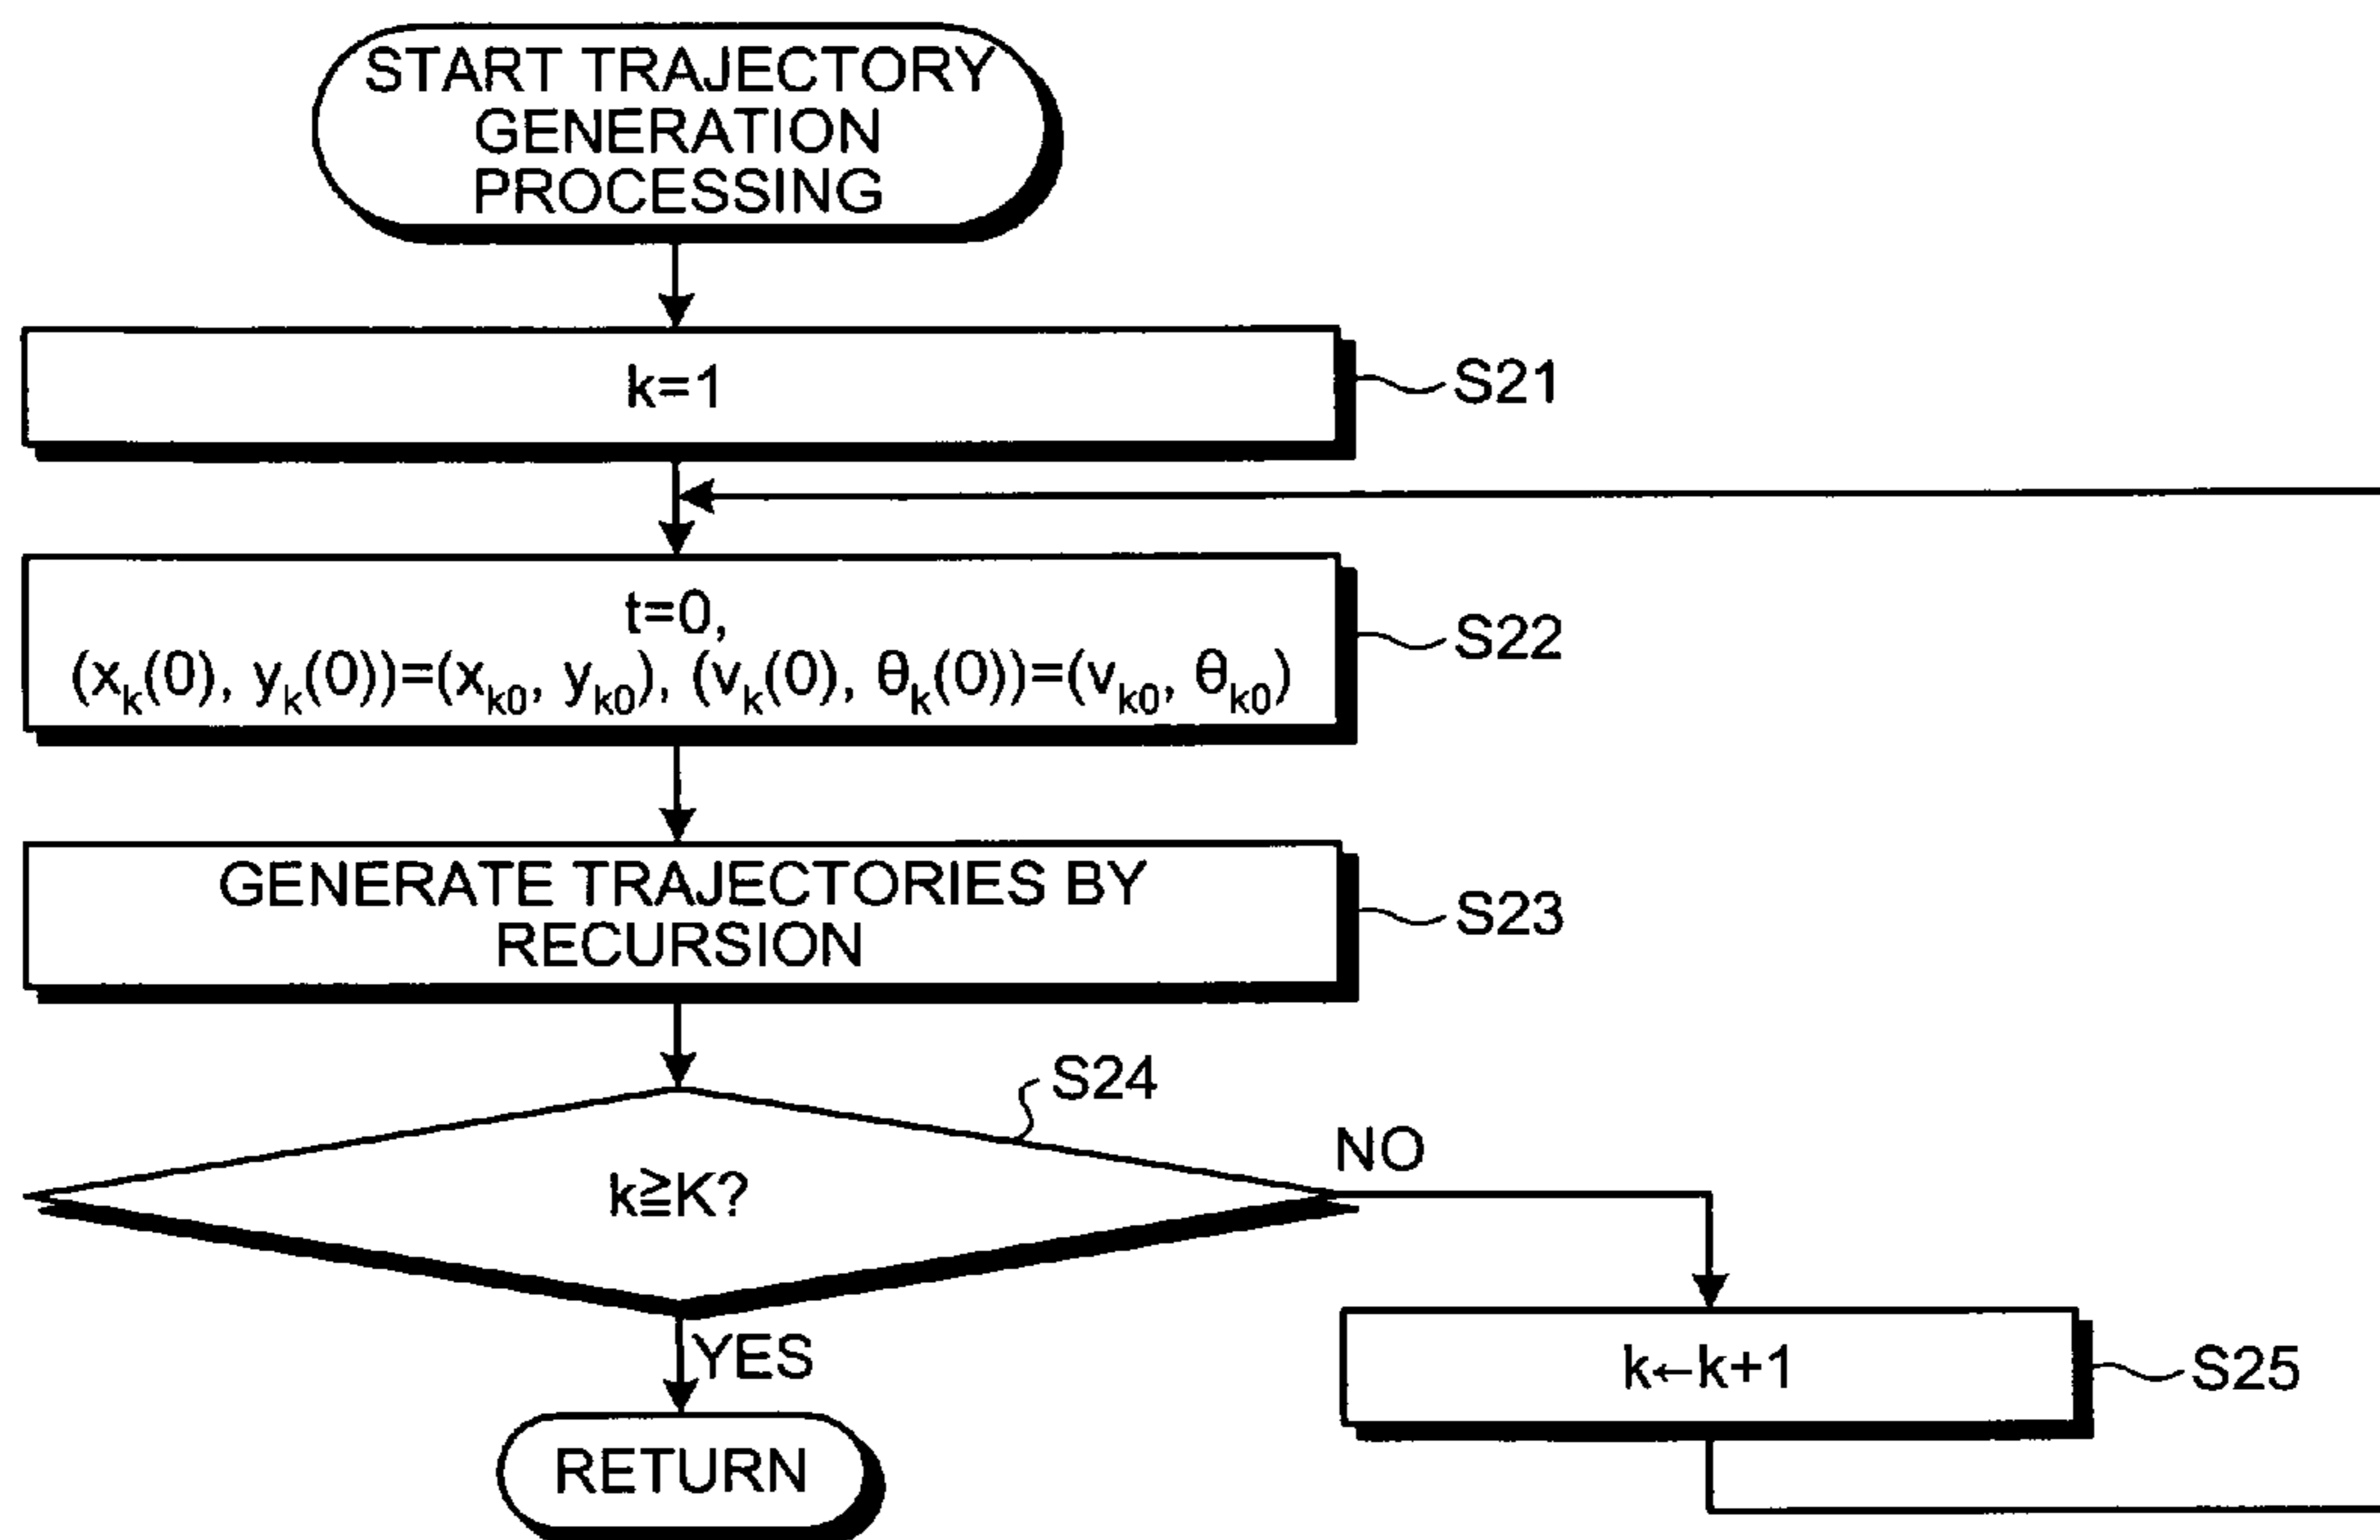 START TRAJECTORY
GENERATION
PROCESSING
k=1
S21
t=0,
(xₖ(0), yₖ(0))=(xₖ₀, yₖ₀), (vₖ(0), θₖ(0))=(vₖ₀, θₖ₀)
S22
GENERATE TRAJECTORIES BY
RECURSION
S23
S24
k≧K?
NO
YES
k←k+1
S25
RETURN